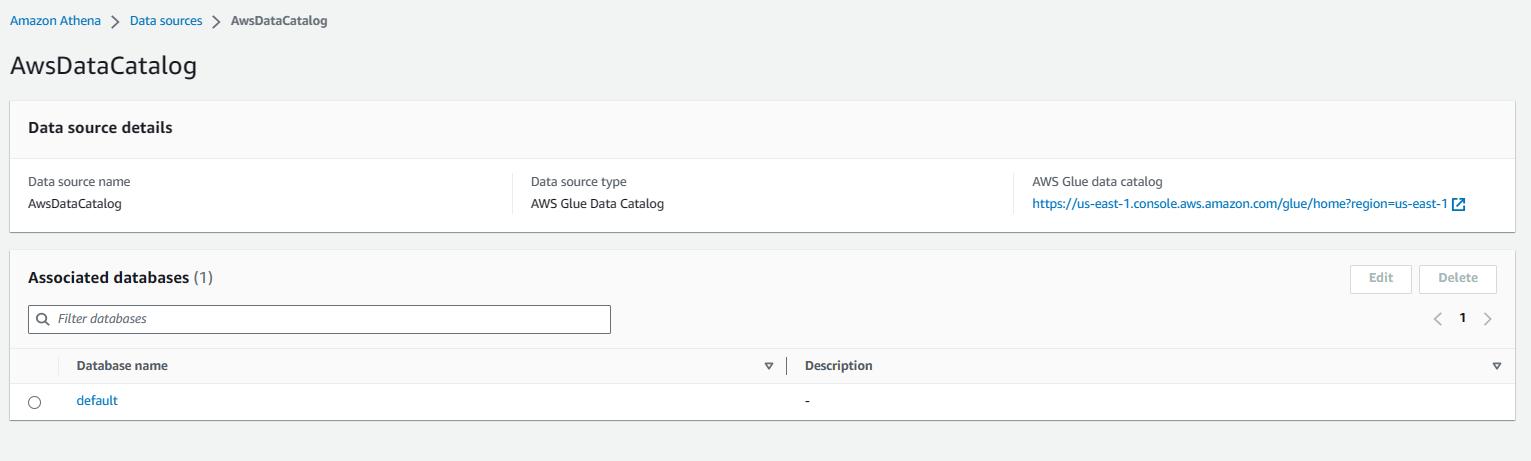 Amazon Athena > Data sources > AwsDataCatalog
AwsDataCatalog
Data source details
Data source name
AwsDataCatalog
Data source type
AWS Glue Data Catalog
AWS Glue data catalog
https://us-east-1.console.aws.amazon.com/glue/home?region=us-east-1
Associated databases (1)
Edit
Delete
Filter databases
1
Database name
Description
default
-